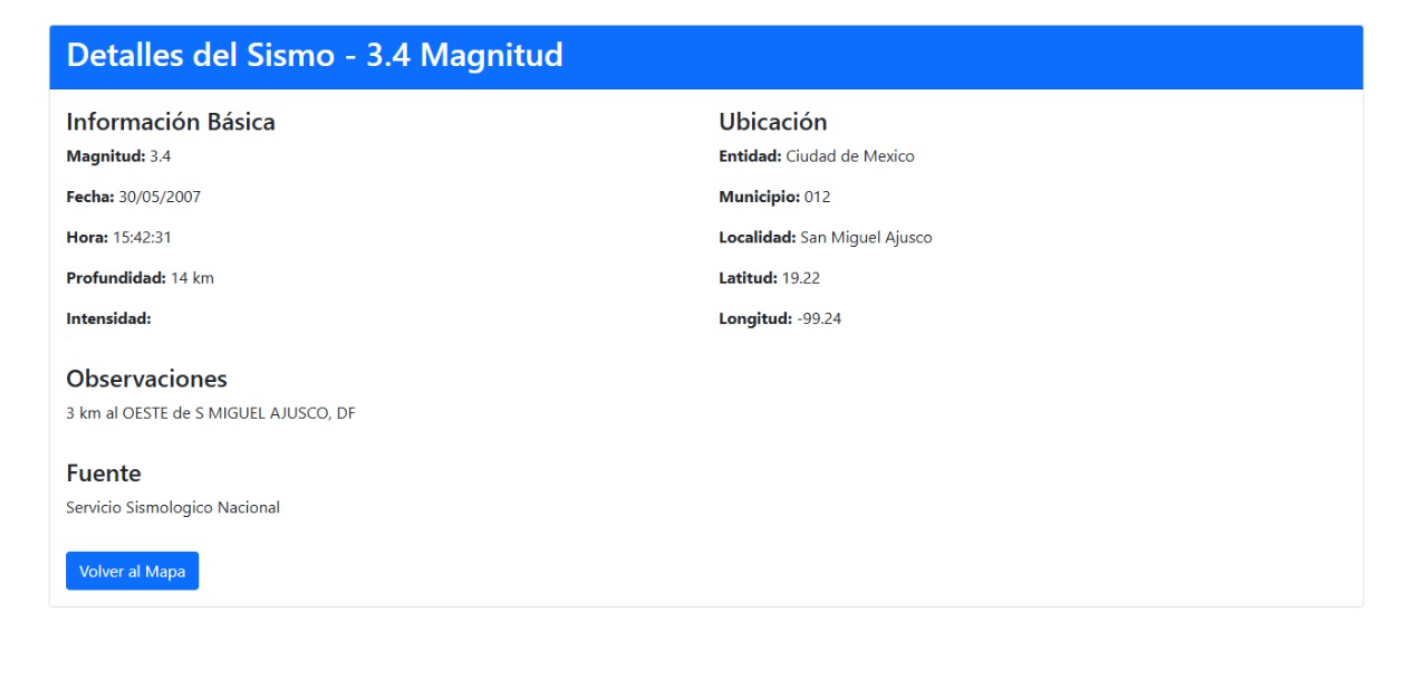 Detalles del Sismo - 3.4 Magnitud
Información Básica
Magnitud: 3.4
Fecha: 30/05/2007
Hora: 15:42:31
Profundidad: 14 km
Intensidad:
Ubicación
Entidad: Ciudad de Mexico
Municipio: 012
Localidad: San Miguel Ajusco
Latitud: 19.22
Longitud: -99.24
Observaciones
3 km al OESTE de S MIGUEL AJUSCO, DF
Fuente
Servicio Sismologico Nacional
Volver al Mapa